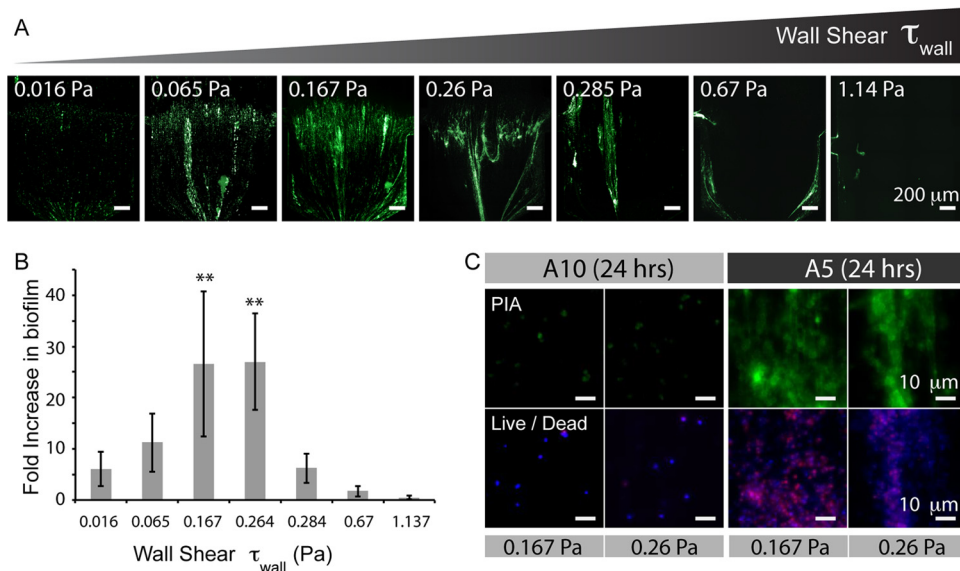 A
Wall Shear τwall
0.016 Pa 0.065 Pa 0.167 Pa 0.26 Pa 0.285 Pa 0.67 Pa 1.14 Pa
200 μm
B
Fold Increase in biofilm
40
30
20
10
0
** **
0.016 0.065 0.167 0.264 0.284 0.67 1.137
Wall Shear τwall (Pa)
C
A10 (24 hrs) A5 (24 hrs)
PIA
10 μm
Live / Dead
10 μm
0.167 Pa 0.26 Pa 0.167 Pa 0.26 Pa